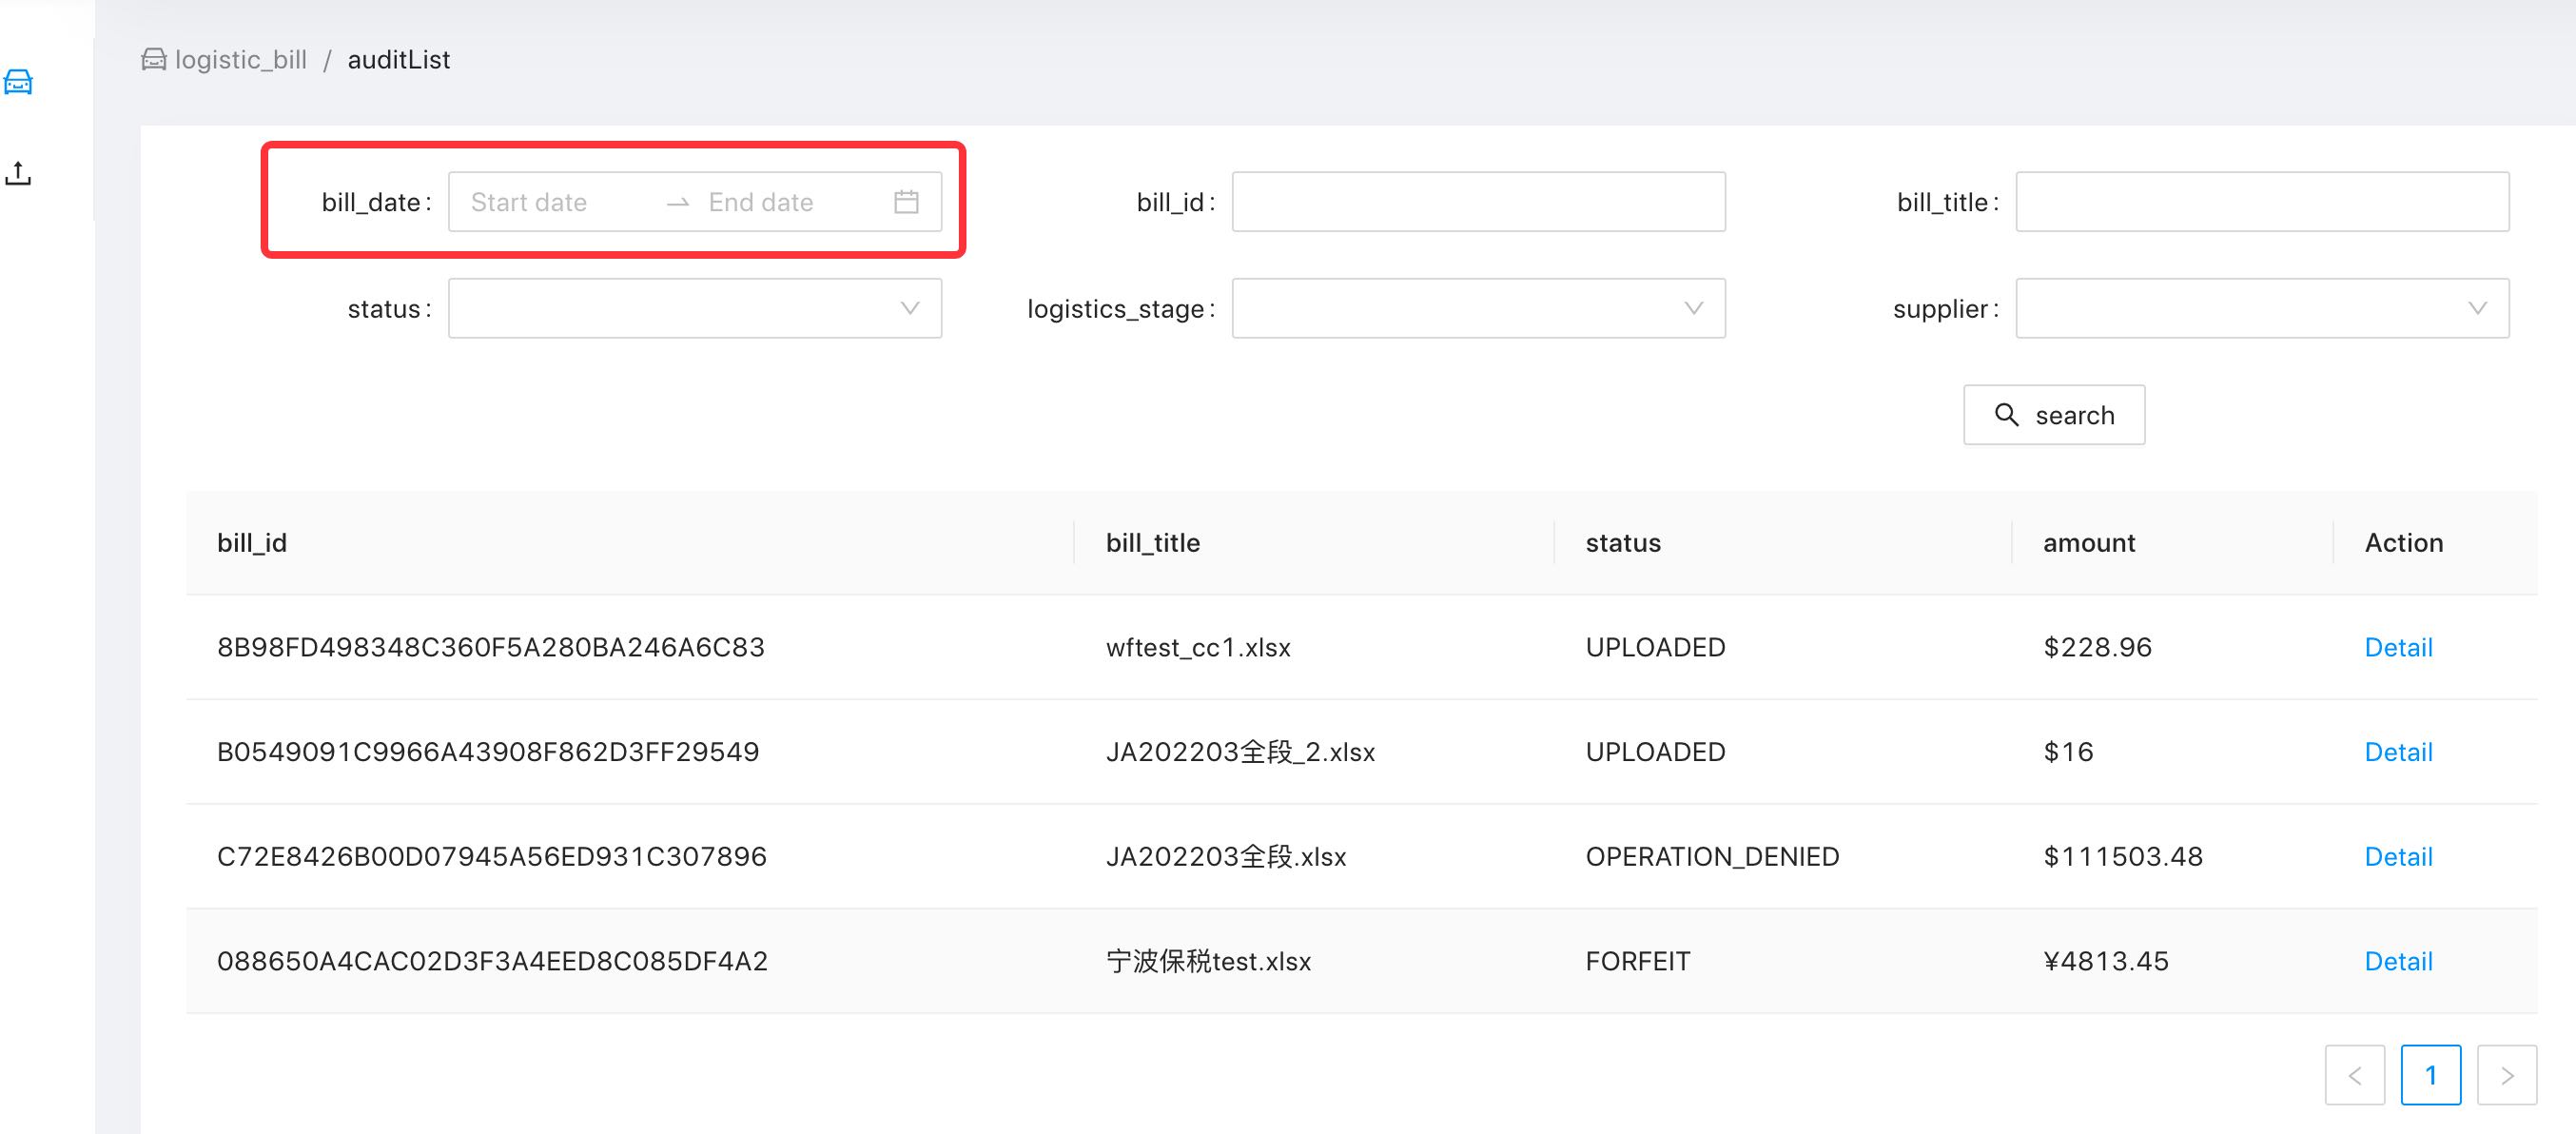 logistic_bill / auditList
bill_date: Start date → End date
bill_id:
bill_title:
status:
logistics_stage:
supplier:
search
bill_id bill_title status amount Action
8B98FD498348C360F5A280BA246A6C83 wftest_cc1.xlsx UPLOADED $228.96 Detail
B0549091C9966A43908F862D3FF29549 JA202203全段_2.xlsx UPLOADED $16 Detail
C72E8426B00D07945A56ED931C307896 JA202203全段.xlsx OPERATION_DENIED $111503.48 Detail
088650A4CAC02D3F3A4EED8C085DF4A2 宁波保税test.xlsx FORFEIT ¥4813.45 Detail
< 1 >